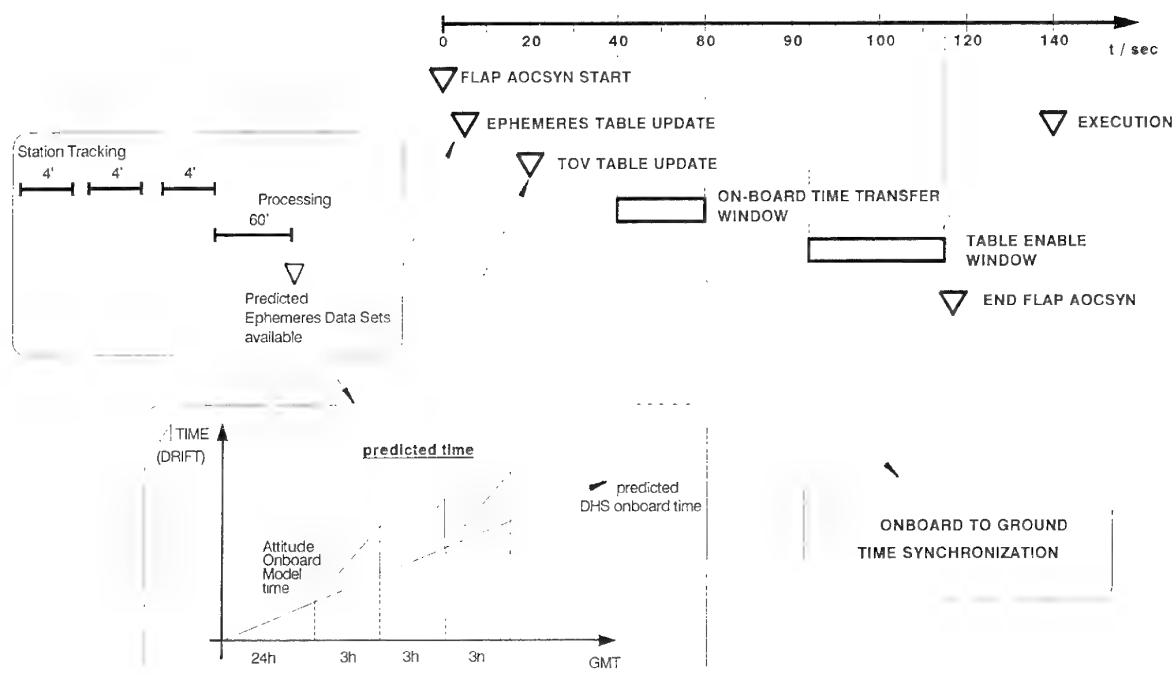 0 20 40 80 90 100 120 140
t / sec
FLAP AOCSYN START
EPHEMERES TABLE UPDATE
EXECUTION
TOV TABLE UPDATE
ON-BOARD TIME TRANSFER
WINDOW
TABLE ENABLE
WINDOW
END FLAP AOCSYN
Station Tracking
4' 4' 4'
Processing
60'
Predicted
Ephemeres Data Sets
available
TIME
(DRIFT)
predicted time
Attitude
Onboard
Model
time
24h 3h 3h 3h
GMT
predicted
DHS onboard time
ONBOARD TO GROUND
TIME SYNCHRONIZATION